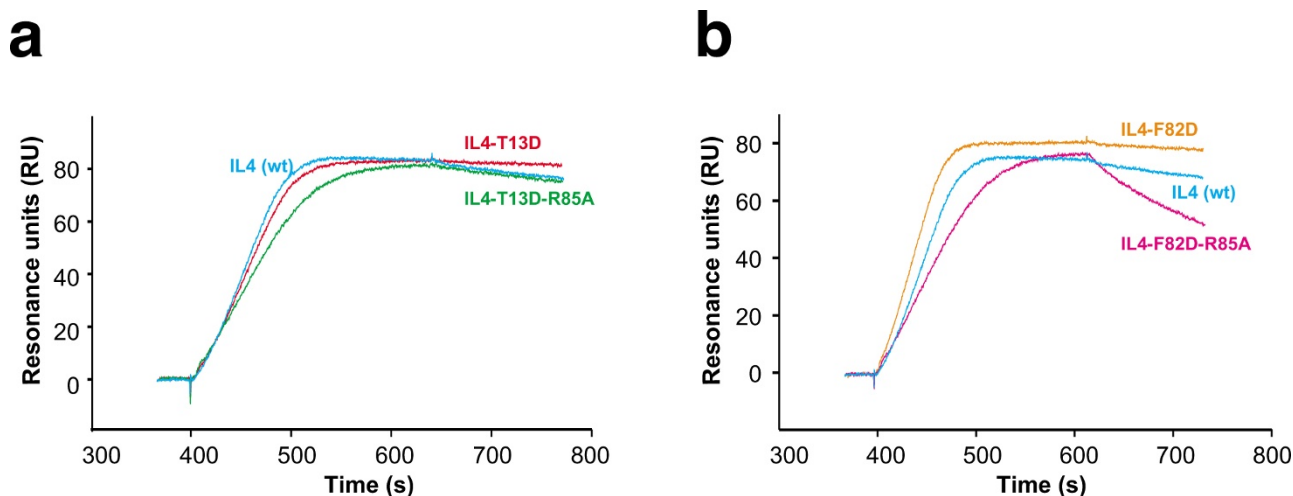 a
Resonance units (RU)
80
60
40
20
0
300 400 500 600 700 800
Time (s)
IL4 (wt)
IL4-T13D
IL4-T13D-R85A
b
Resonance units (RU)
80
60
40
20
0
300 400 500 600 700 800
Time (s)
IL4-F82D
IL4 (wt)
IL4-F82D-R85A